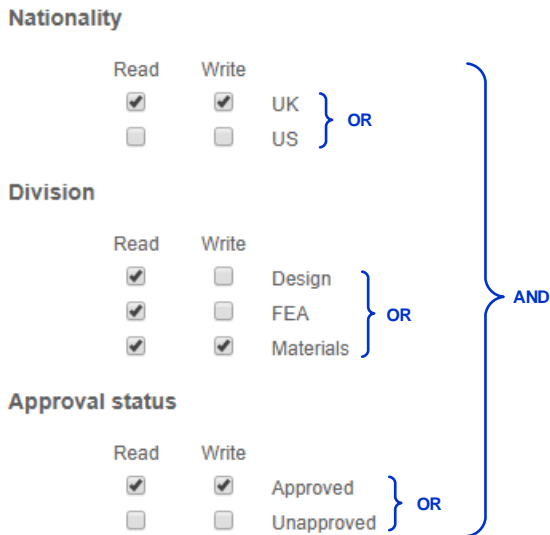 Nationality
Read Write
UK
OR
US
Division
Read Write
Design
AND
FEA OR
Materials
Approval status
Read Write
Approved
OR
Unapproved